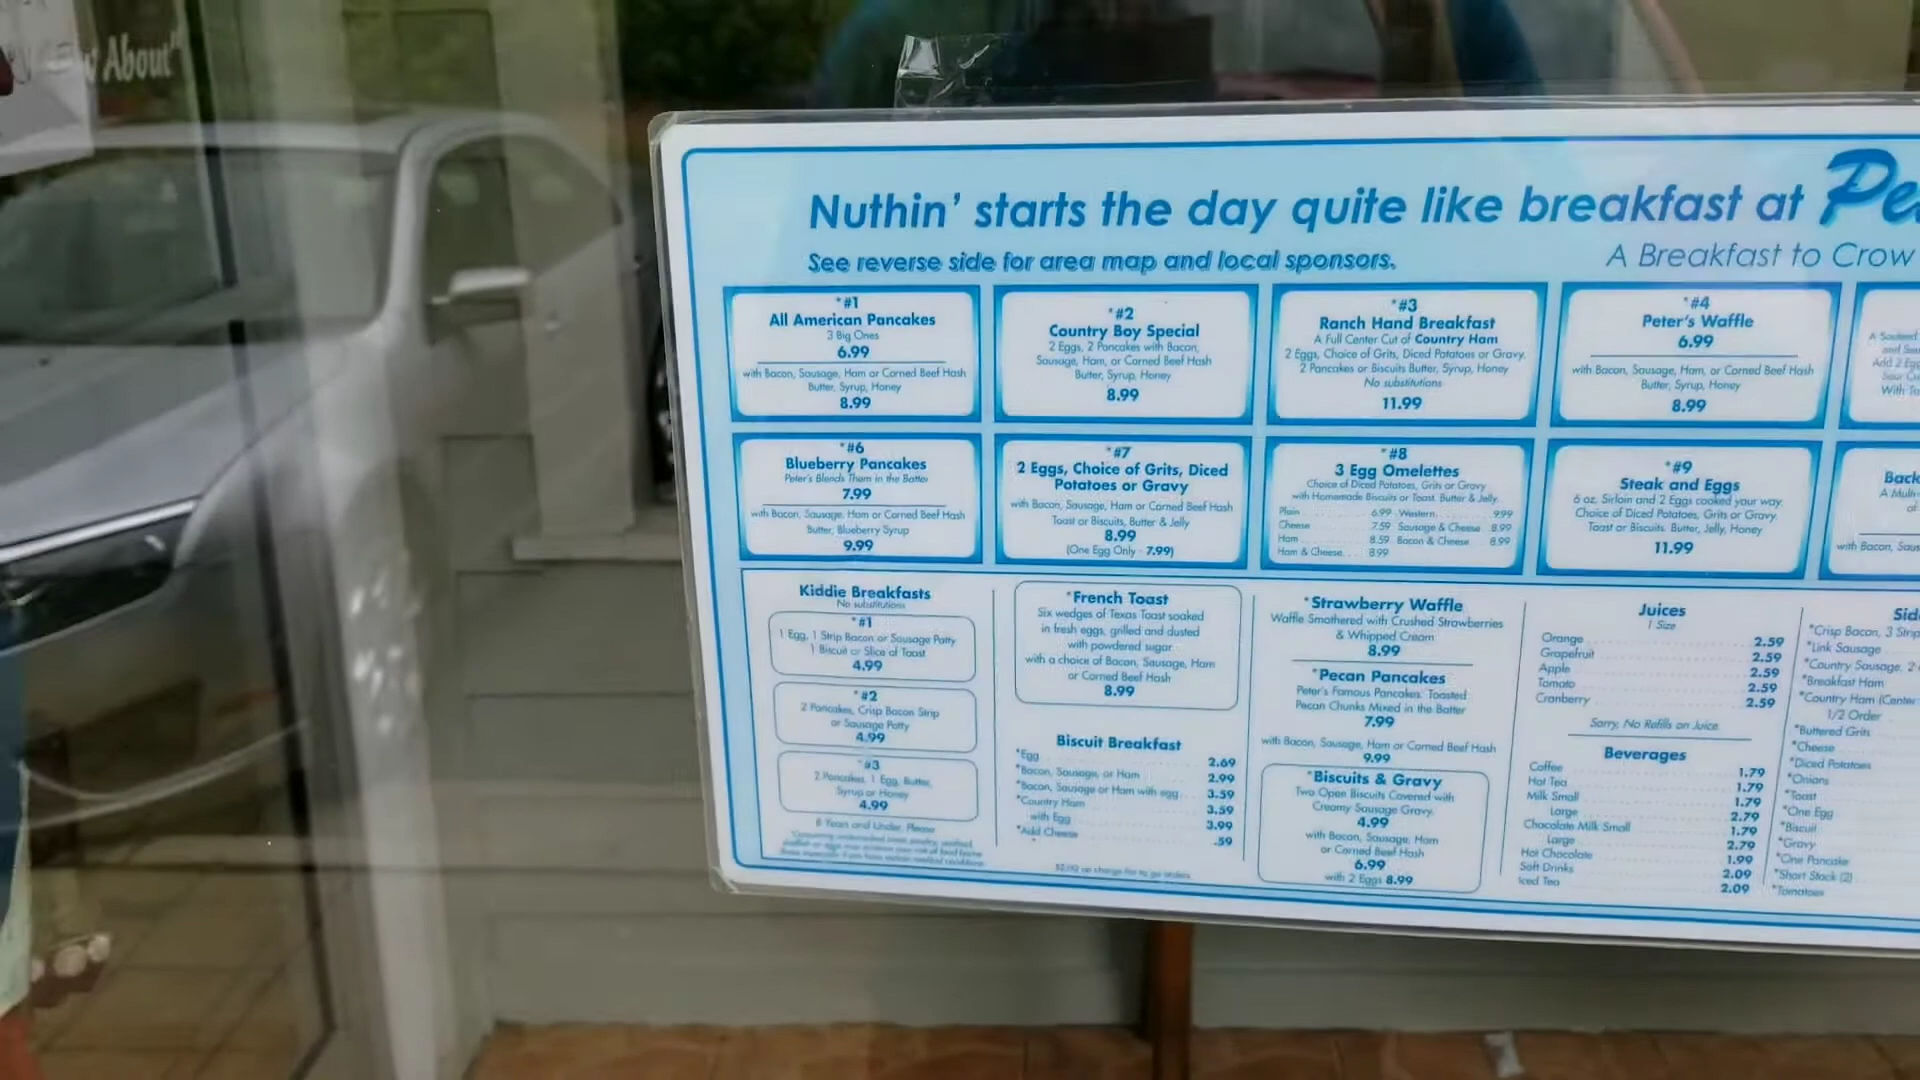 About"
Nuthin' starts the day quite like breakfast at Pe
See reverse side for area map and local sponsors.
A Breakfast to Crow
*#1
All American Pancakes
3 Big Ones
6.99
with Bacon, Sausage, Ham or Corned Beef Hash
Butter, Syrup, Honey
8.99
*#2
Country Boy Special
2 Eggs, 2 Pancakes with Bacon,
Sausage, Ham, or Corned Beef Hash
Butter, Syrup, Honey
8.99
*#3
Ranch Hand Breakfast
A Full Center Cut of Country Ham
2 Eggs, Choice of Grits, Diced Potatoes or Gravy.
2 Pancakes or Biscuits Butter, Syrup, Honey
No substitutions
11.99
*#4
Peter's Waffle
6.99
with Bacon, Sausage, Ham, or Corned Beef Hash
Butter, Syrup, Honey
8.99
Add 2 Eg
With To
*#6
Blueberry Pancakes
Peter's Blends Them in the Batter
7.99
with Bacon, Sausage, Ham or Corned Beef Hash
Butter, Blueberry Syrup
9.99
*#7
2 Eggs, Choice of Grits, Diced
Potatoes or Gravy
with Bacon, Sausage, Ham or Corned Beef Hash
Toast or Biscuits, Butter & Jelly
8.99
(One Egg Only - 7.99)
*#8
3 Egg Omelettes
Choice of Diced Potatoes, Grits or Gravy
with Homemade Biscuits or Toast, Butter & Jelly.
Plain 6.99 Western 9.99
Cheese 7.59 Sausage & Cheese 8.99
Ham 8.59 Bacon & Cheese 8.99
Ham & Cheese 8.99
*#9
Steak and Eggs
6 oz. Sirloin and 2 Eggs cooked your way.
Choice of Diced Potatoes, Grits or Gravy.
Toast or Biscuits. Butter, Jelly, Honey
11.99
Back
A Multi
with Bacon, Saus
Kiddie Breakfasts
No substitutions
*#1
1 Egg, 1 Strip Bacon or Sausage Patty
1 Biscuit or Slice of Toast
4.99
*#2
2 Pancakes, Crisp Bacon Strip
or Sausage Patty
4.99
*#3
2 Pancakes, 1 Egg, Butter,
Syrup or Honey
4.99
8 Years and Under, Please
*French Toast
Six wedges of Texas Toast soaked
in fresh eggs, grilled and dusted
with powdered sugar
with a choice of Bacon, Sausage, Ham
or Corned Beef Hash
8.99
Biscuit Breakfast
*Egg 2.69
*Bacon, Sausage, or Ham 2.99
*Bacon, Sausage or Ham with egg 3.59
*Country Ham 3.59
with Egg 3.99
*Add Cheese .59
*Strawberry Waffle
Waffle Smothered with Crushed Strawberries
& Whipped Cream
8.99
*Pecan Pancakes
Peter's Famous Pancakes. Toasted
Pecan Chunks Mixed in the Batter
7.99
with Bacon, Sausage, Ham or Corned Beef Hash
9.99
*Biscuits & Gravy
Two Open Biscuits Covered with
Creamy Sausage Gravy.
4.99
with Bacon, Sausage, Ham
or Corned Beef Hash
6.99
with 2 Eggs 8.99
Juices
1 Size
Orange 2.59
Grapefruit 2.59
Apple 2.59
Tomato 2.59
Cranberry 2.59
Sorry, No Refills on Juice.
Beverages
Coffee 1.79
Hot Tea 1.79
Milk Small 1.79
Large 2.79
Chocolate Milk Small 1.79
Large 2.79
Hot Chocolate 1.99
Soft Drinks 2.09
Iced Tea 2.09
Sid
*Crisp Bacon, 3 Strip
*Link Sausage
*Country Sausage, 2
*Breakfast Ham
*Country Ham (Center
1/2 Order
*Buttered Grits
*Cheese
*Diced Potatoes
*Onions
*Toast
*One Egg
*Biscuit
*Gravy
*One Pancake
*Short Stack (2)
*Tomatoes